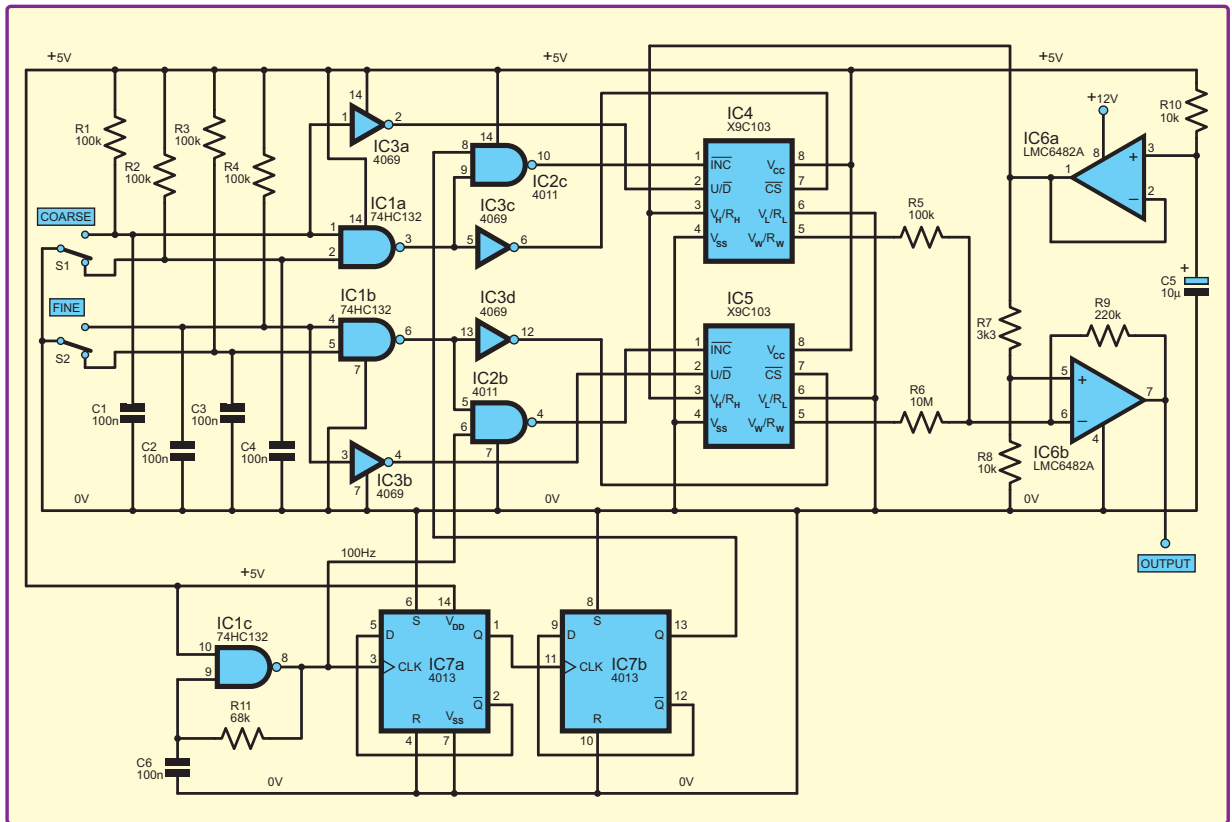 +5V
+5V
+5V
R1
100k
R2
100k
R3
100k
R4
100k
R10
10k
+12V
14
1
2
IC3a
4069
8
14
9
10
IC2c
4011
IC4
X9C103
1
INC
2
U/D
3
VH/RH
4
VSS
VCC
8
CS
7
VL/RL
6
VW/RW
5
IC6a
LMC6482A
8
1
3
2
+
−
COARSE
S1
IC1a
74HC132
14
1
2
3
IC3c
4069
5
6
R5
100k
FINE
S2
IC1b
74HC132
4
5
6
7
IC3d
4069
13
12
IC2b
4011
5
6
4
7
IC5
X9C103
1
INC
2
U/D
3
VH/RH
4
VSS
VCC
8
CS
7
VL/RL
6
VW/RW
5
R6
10M
R7
3k3
R8
10k
R9
220k
+
C5
10µ
5
+
6
−
7
4
IC6b
LMC6482A
C1
100n
C2
100n
C3
100n
C4
100n
3
4
7
IC3b
4069
0V
0V
0V
OUTPUT
100Hz
+5V
IC1c
74HC132
10
9
8
R11
68k
C6
100n
6
14
S
VDD
5
D
Q
1
3
CLK
IC7a
4013
Q
2
R
VSS
4
7
8
S
9
D
Q
13
11
CLK
IC7b
4013
Q
12
R
10
0V
0V